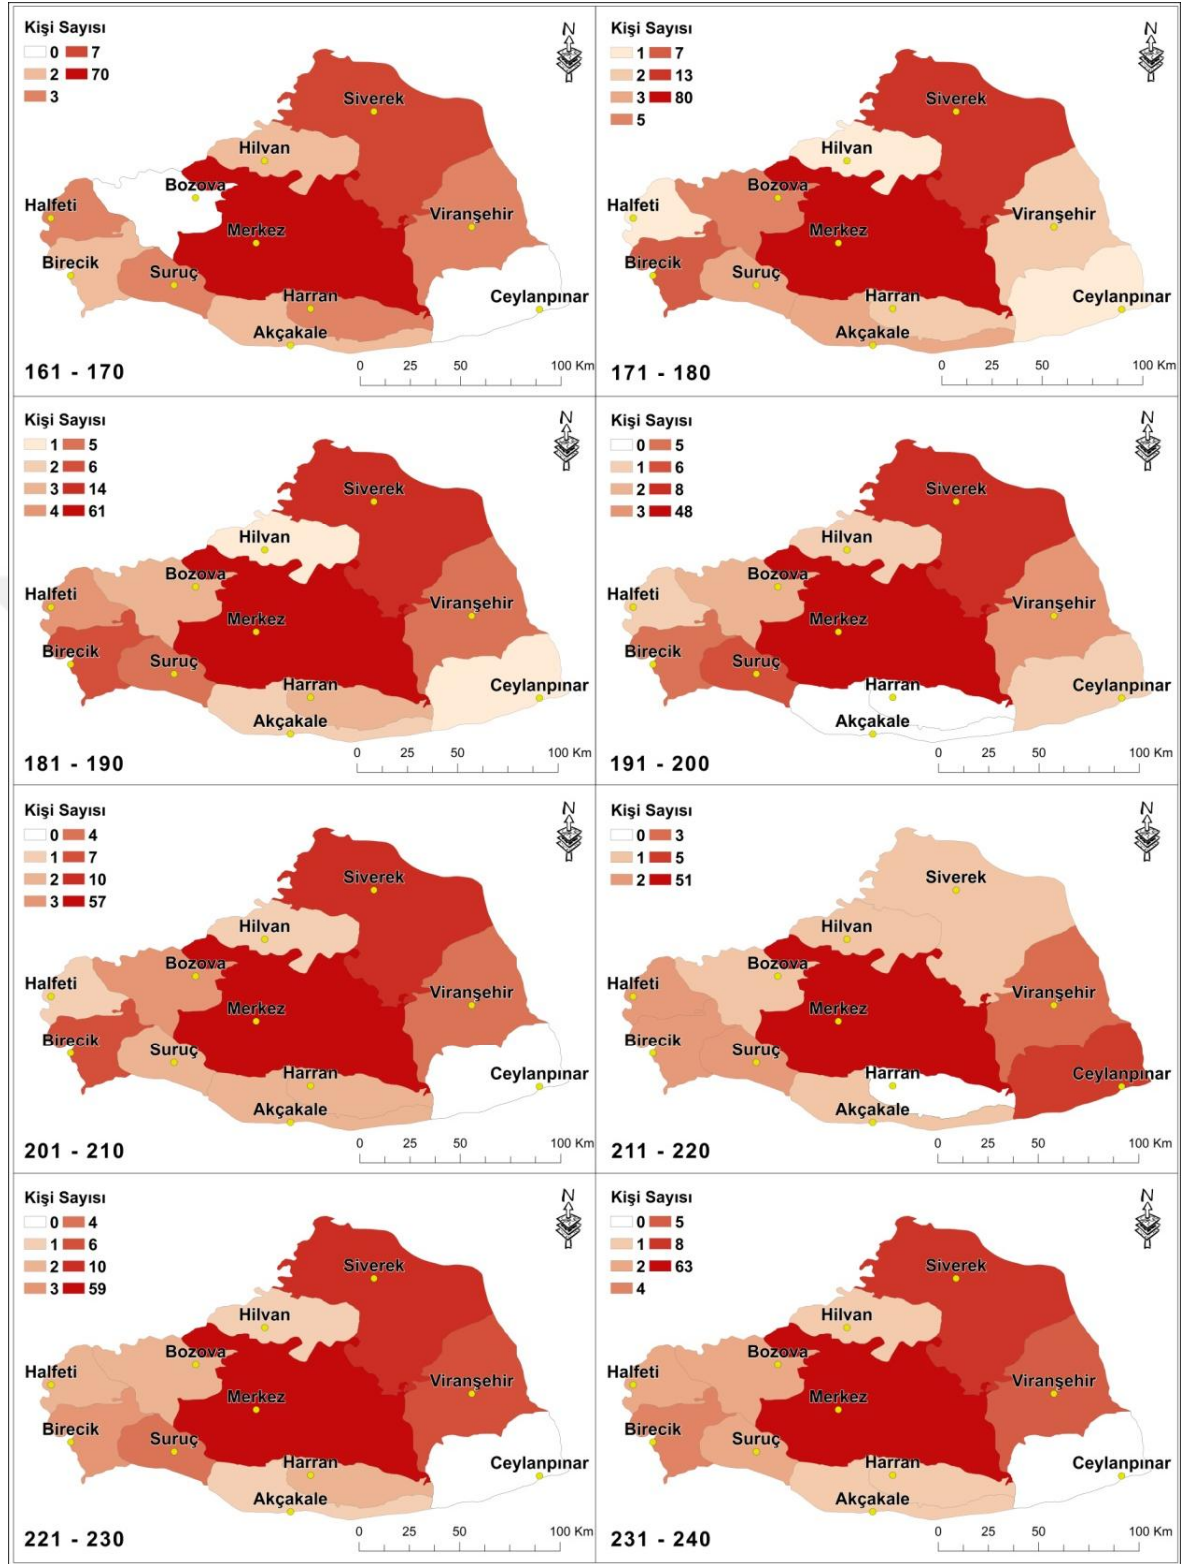 Kişi Sayısı
0 7
2 70
3
N
Siverek
Hilvan
Bozova
Halfeti
Viranşehir
Merkez
Birecik
Suruç
Harran
Ceylanpınar
Akçakale
161 - 170
0 25 50 100 Km
Kişi Sayısı
1 7
2 13
3 80
5
N
Siverek
Hilvan
Bozova
Halfeti
Viranşehir
Merkez
Birecik
Suruç
Harran
Ceylanpınar
Akçakale
171 - 180
0 25 50 100 Km
Kişi Sayısı
1 5
2 6
3 14
4 61
N
Siverek
Hilvan
Bozova
Halfeti
Viranşehir
Merkez
Birecik
Suruç
Harran
Ceylanpınar
Akçakale
181 - 190
0 25 50 100 Km
Kişi Sayısı
0 5
1 6
2 8
3 48
N
Siverek
Hilvan
Bozova
Halfeti
Viranşehir
Merkez
Birecik
Suruç
Harran
Ceylanpınar
Akçakale
191 - 200
0 25 50 100 Km
Kişi Sayısı
0 4
1 7
2 10
3 57
N
Siverek
Hilvan
Bozova
Halfeti
Viranşehir
Merkez
Birecik
Suruç
Harran
Ceylanpınar
Akçakale
201 - 210
0 25 50 100 Km
Kişi Sayısı
0 3
1 5
2 51
N
Siverek
Hilvan
Bozova
Halfeti
Viranşehir
Merkez
Birecik
Suruç
Harran
Ceylanpınar
Akçakale
211 - 220
0 25 50 100 Km
Kişi Sayısı
0 4
1 6
2 10
3 59
N
Siverek
Hilvan
Bozova
Halfeti
Viranşehir
Merkez
Birecik
Suruç
Harran
Ceylanpınar
Akçakale
221 - 230
0 25 50 100 Km
Kişi Sayısı
0 5
1 8
2 63
4
N
Siverek
Hilvan
Bozova
Halfeti
Viranşehir
Merkez
Birecik
Suruç
Harran
Ceylanpınar
Akçakale
231 - 240
0 25 50 100 Km